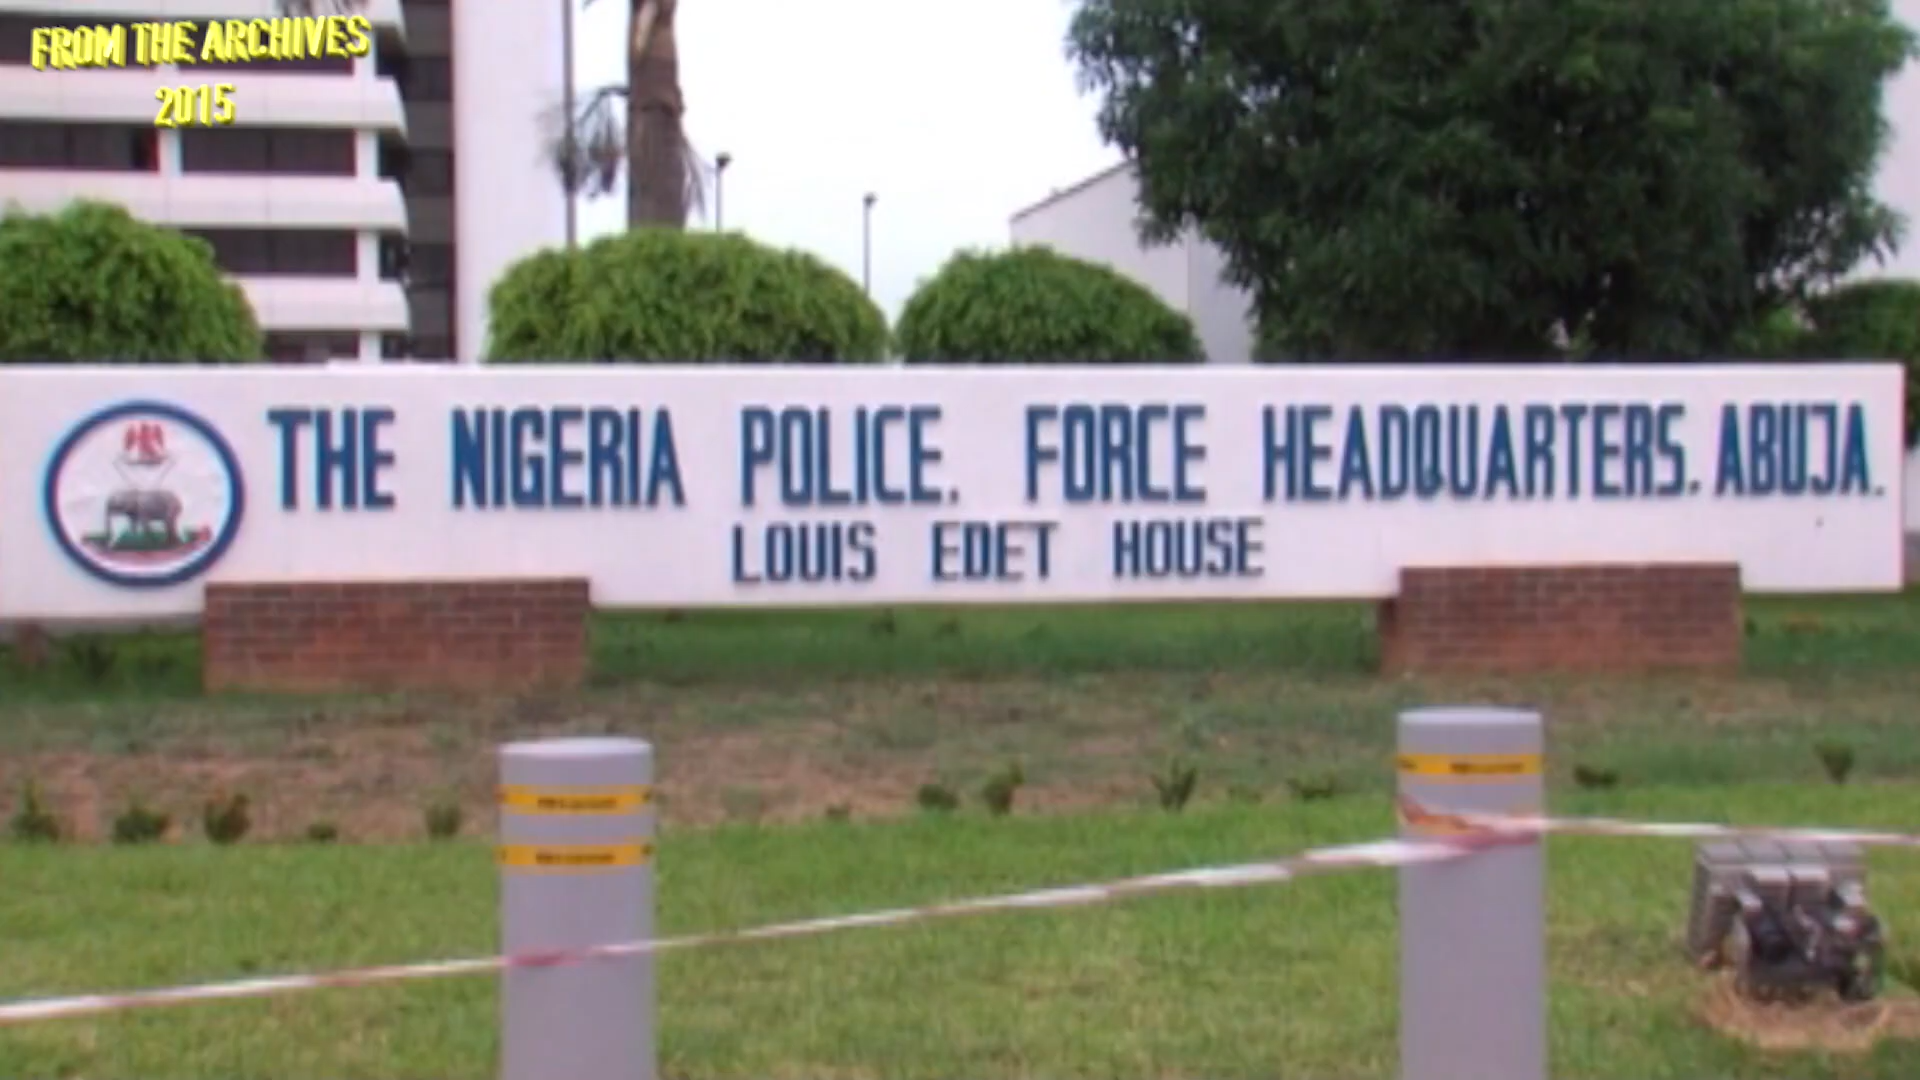 FROM THE ARCHIVES
2015
THE NIGERIA POLICE. FORCE HEADQUARTERS. ABUJA.
LOUIS EDET HOUSE